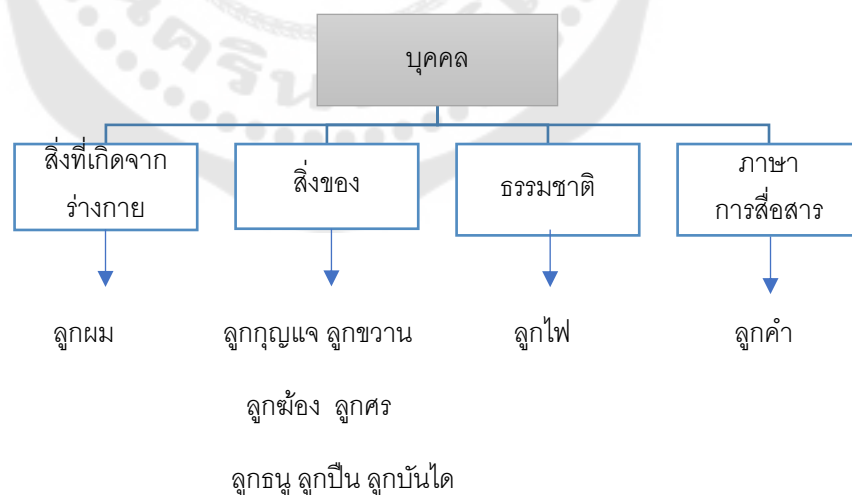 บุคคล
สิ่งที่เกิดจาก
ร่างกาย
สิ่งของ
ธรรมชาติ
ภาษา
การสื่อสาร
ลูกผม
ลูกกุญแจ ลูกขวาน
ลูกฆ้อง ลูกศร
ลูกธนู ลูกปืน ลูกบันได
ลูกไฟ
ลูกคำ